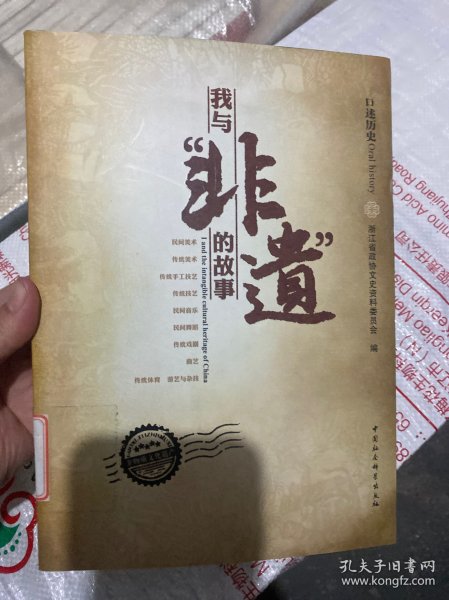 我与
“非遗”
的故事
I and the intangible cultural heritage of China
口述历史 Oral history
浙江省政协文史资料委员会 编
民间美术
传统美术
传统手工技艺
传统技艺
民间音乐
民间舞蹈
传统戏剧
曲艺
传统体育 游艺与杂技
中国社会科学出版社
孔夫子旧书网
www.kongfz.com